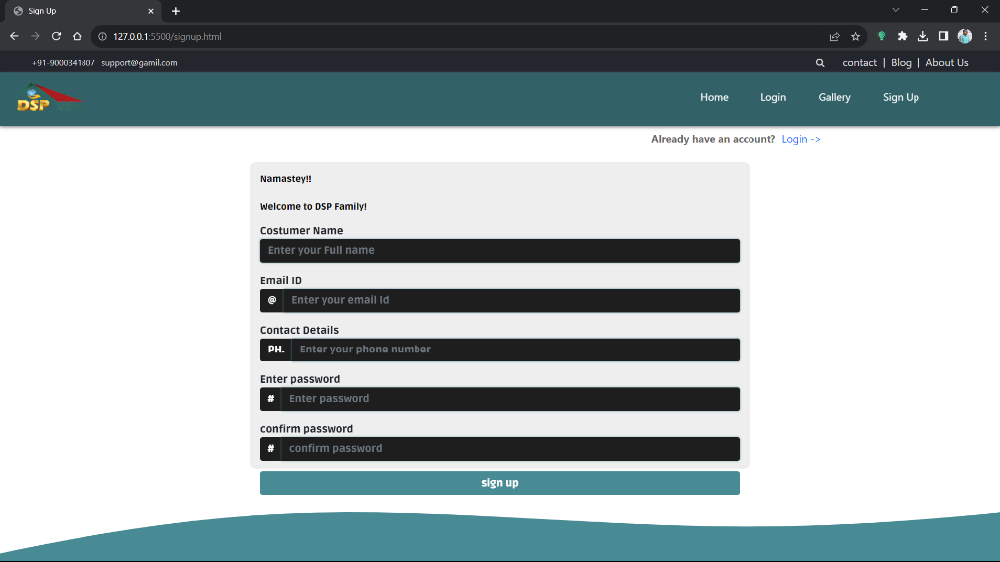 Sign Up
127.0.0.1:5500/signup.html
+91-9000341807 support@gamil.com contact | Blog | About Us
DSP Home Login Gallery Sign Up
Already have an account? Login ->
Namastey!!
Welcome to DSP Family!
Costumer Name
Enter your Full name
Email ID
@ Enter your email Id
Contact Details
PH. Enter your phone number
Enter password
# Enter password
confirm password
# confirm password
sign up